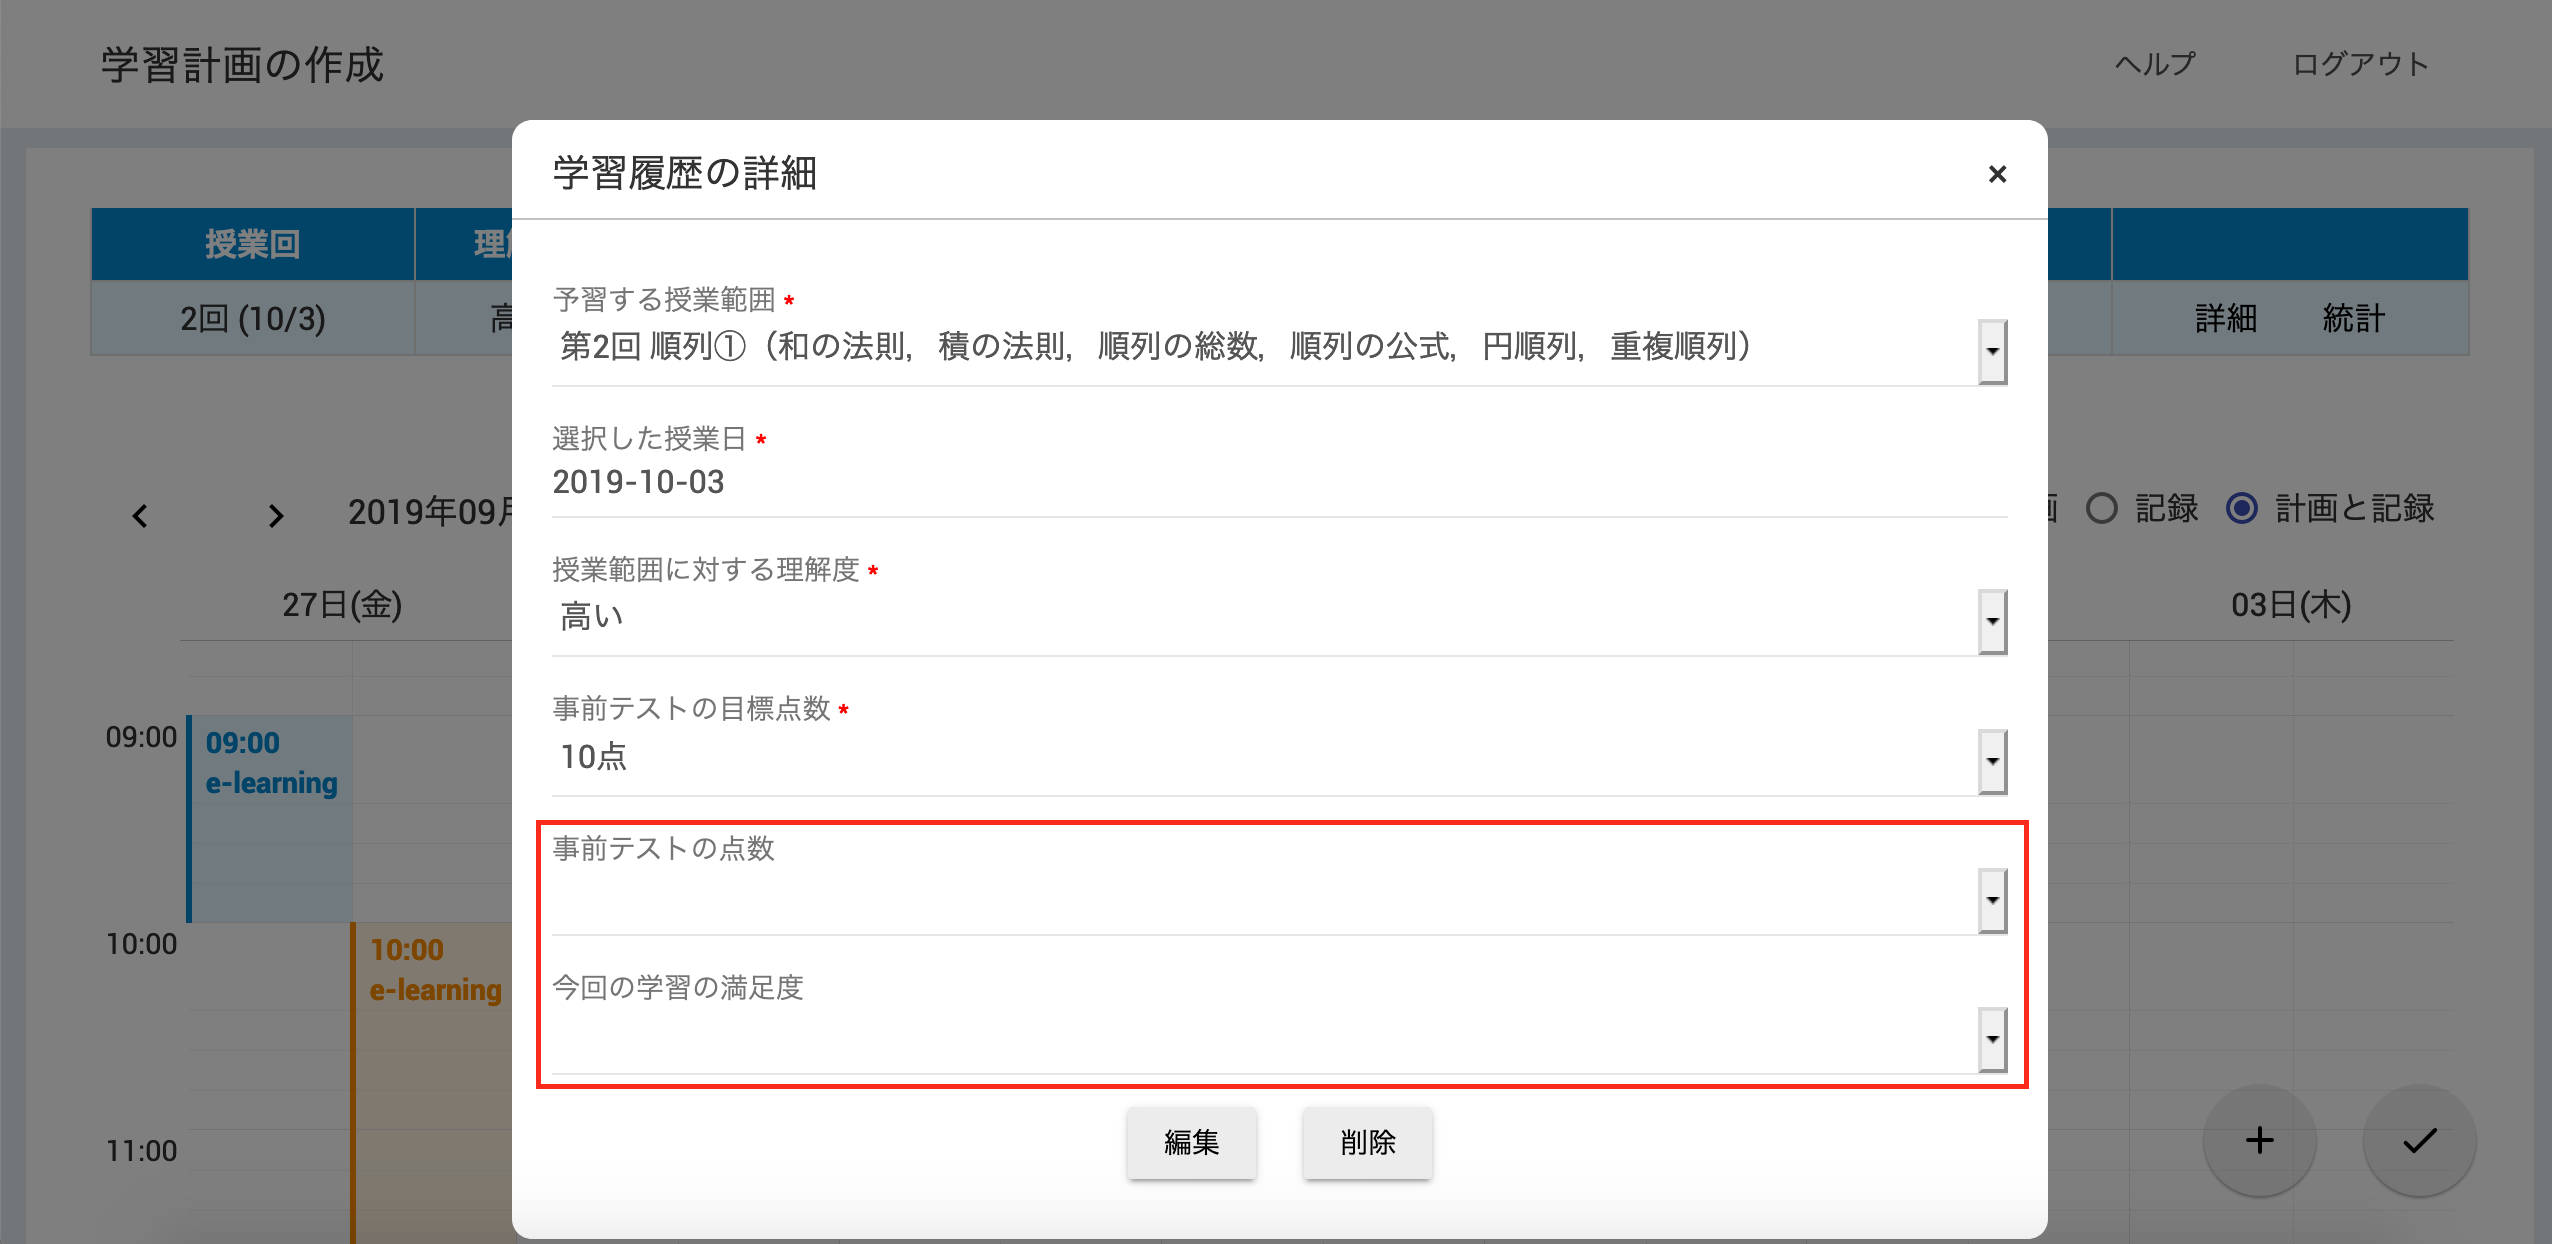 学習計画の作成
ヘルプ
ログアウト
学習履歴の詳細
×
授業回
2回 (10/3)
高
詳細
統計
予習する授業範囲 *
第2回 順列①（和の法則，積の法則，順列の総数，順列の公式，円順列，重複順列）
選択した授業日 *
2019-10-03
授業範囲に対する理解度 *
高い
事前テストの目標点数 *
10点
事前テストの点数
今回の学習の満足度
編集
削除
2019年09月
記録
計画と記録
27日(金)
03日(木)
09:00
09:00
e-learning
10:00
10:00
e-learning
11:00